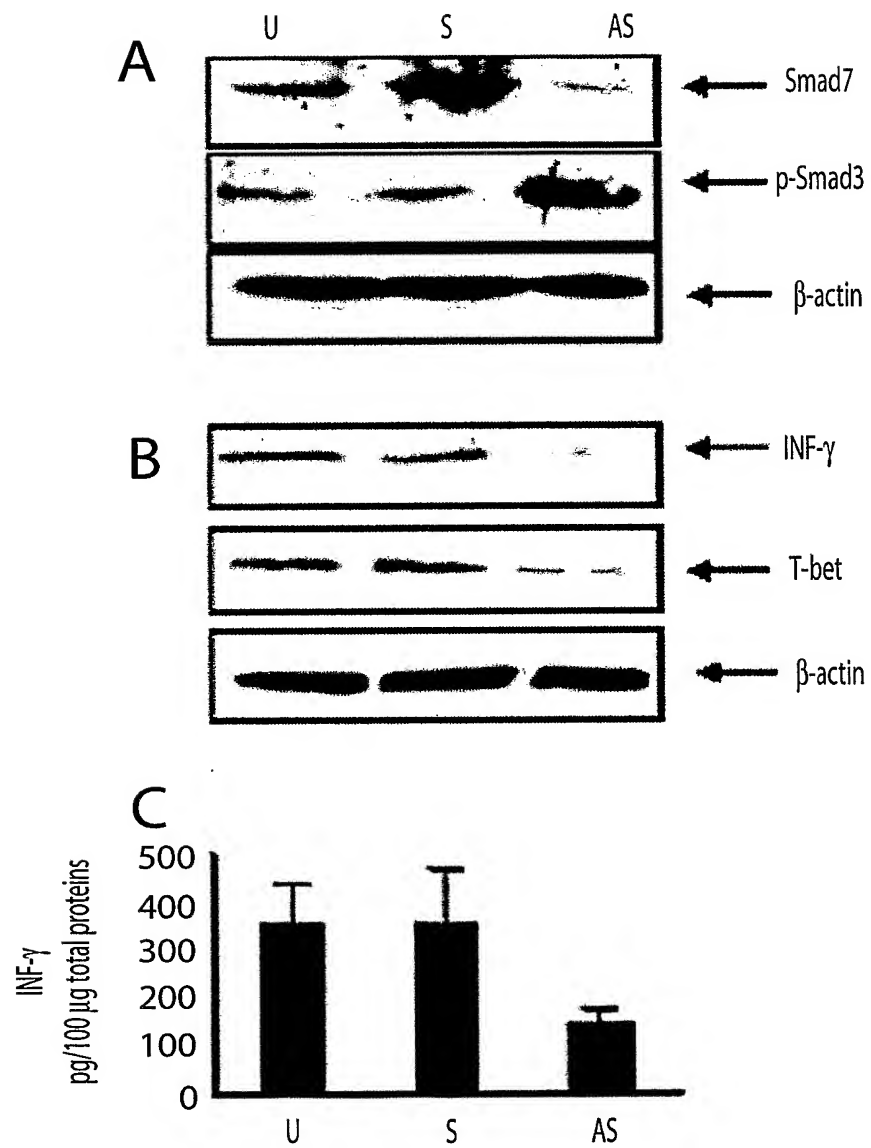 U S AS
A
Smad7
p-Smad3
β-actin
B
INF-γ
T-bet
β-actin
C
INF-γ
pg/100 µg total proteins
500
400
300
200
100
0
U S AS